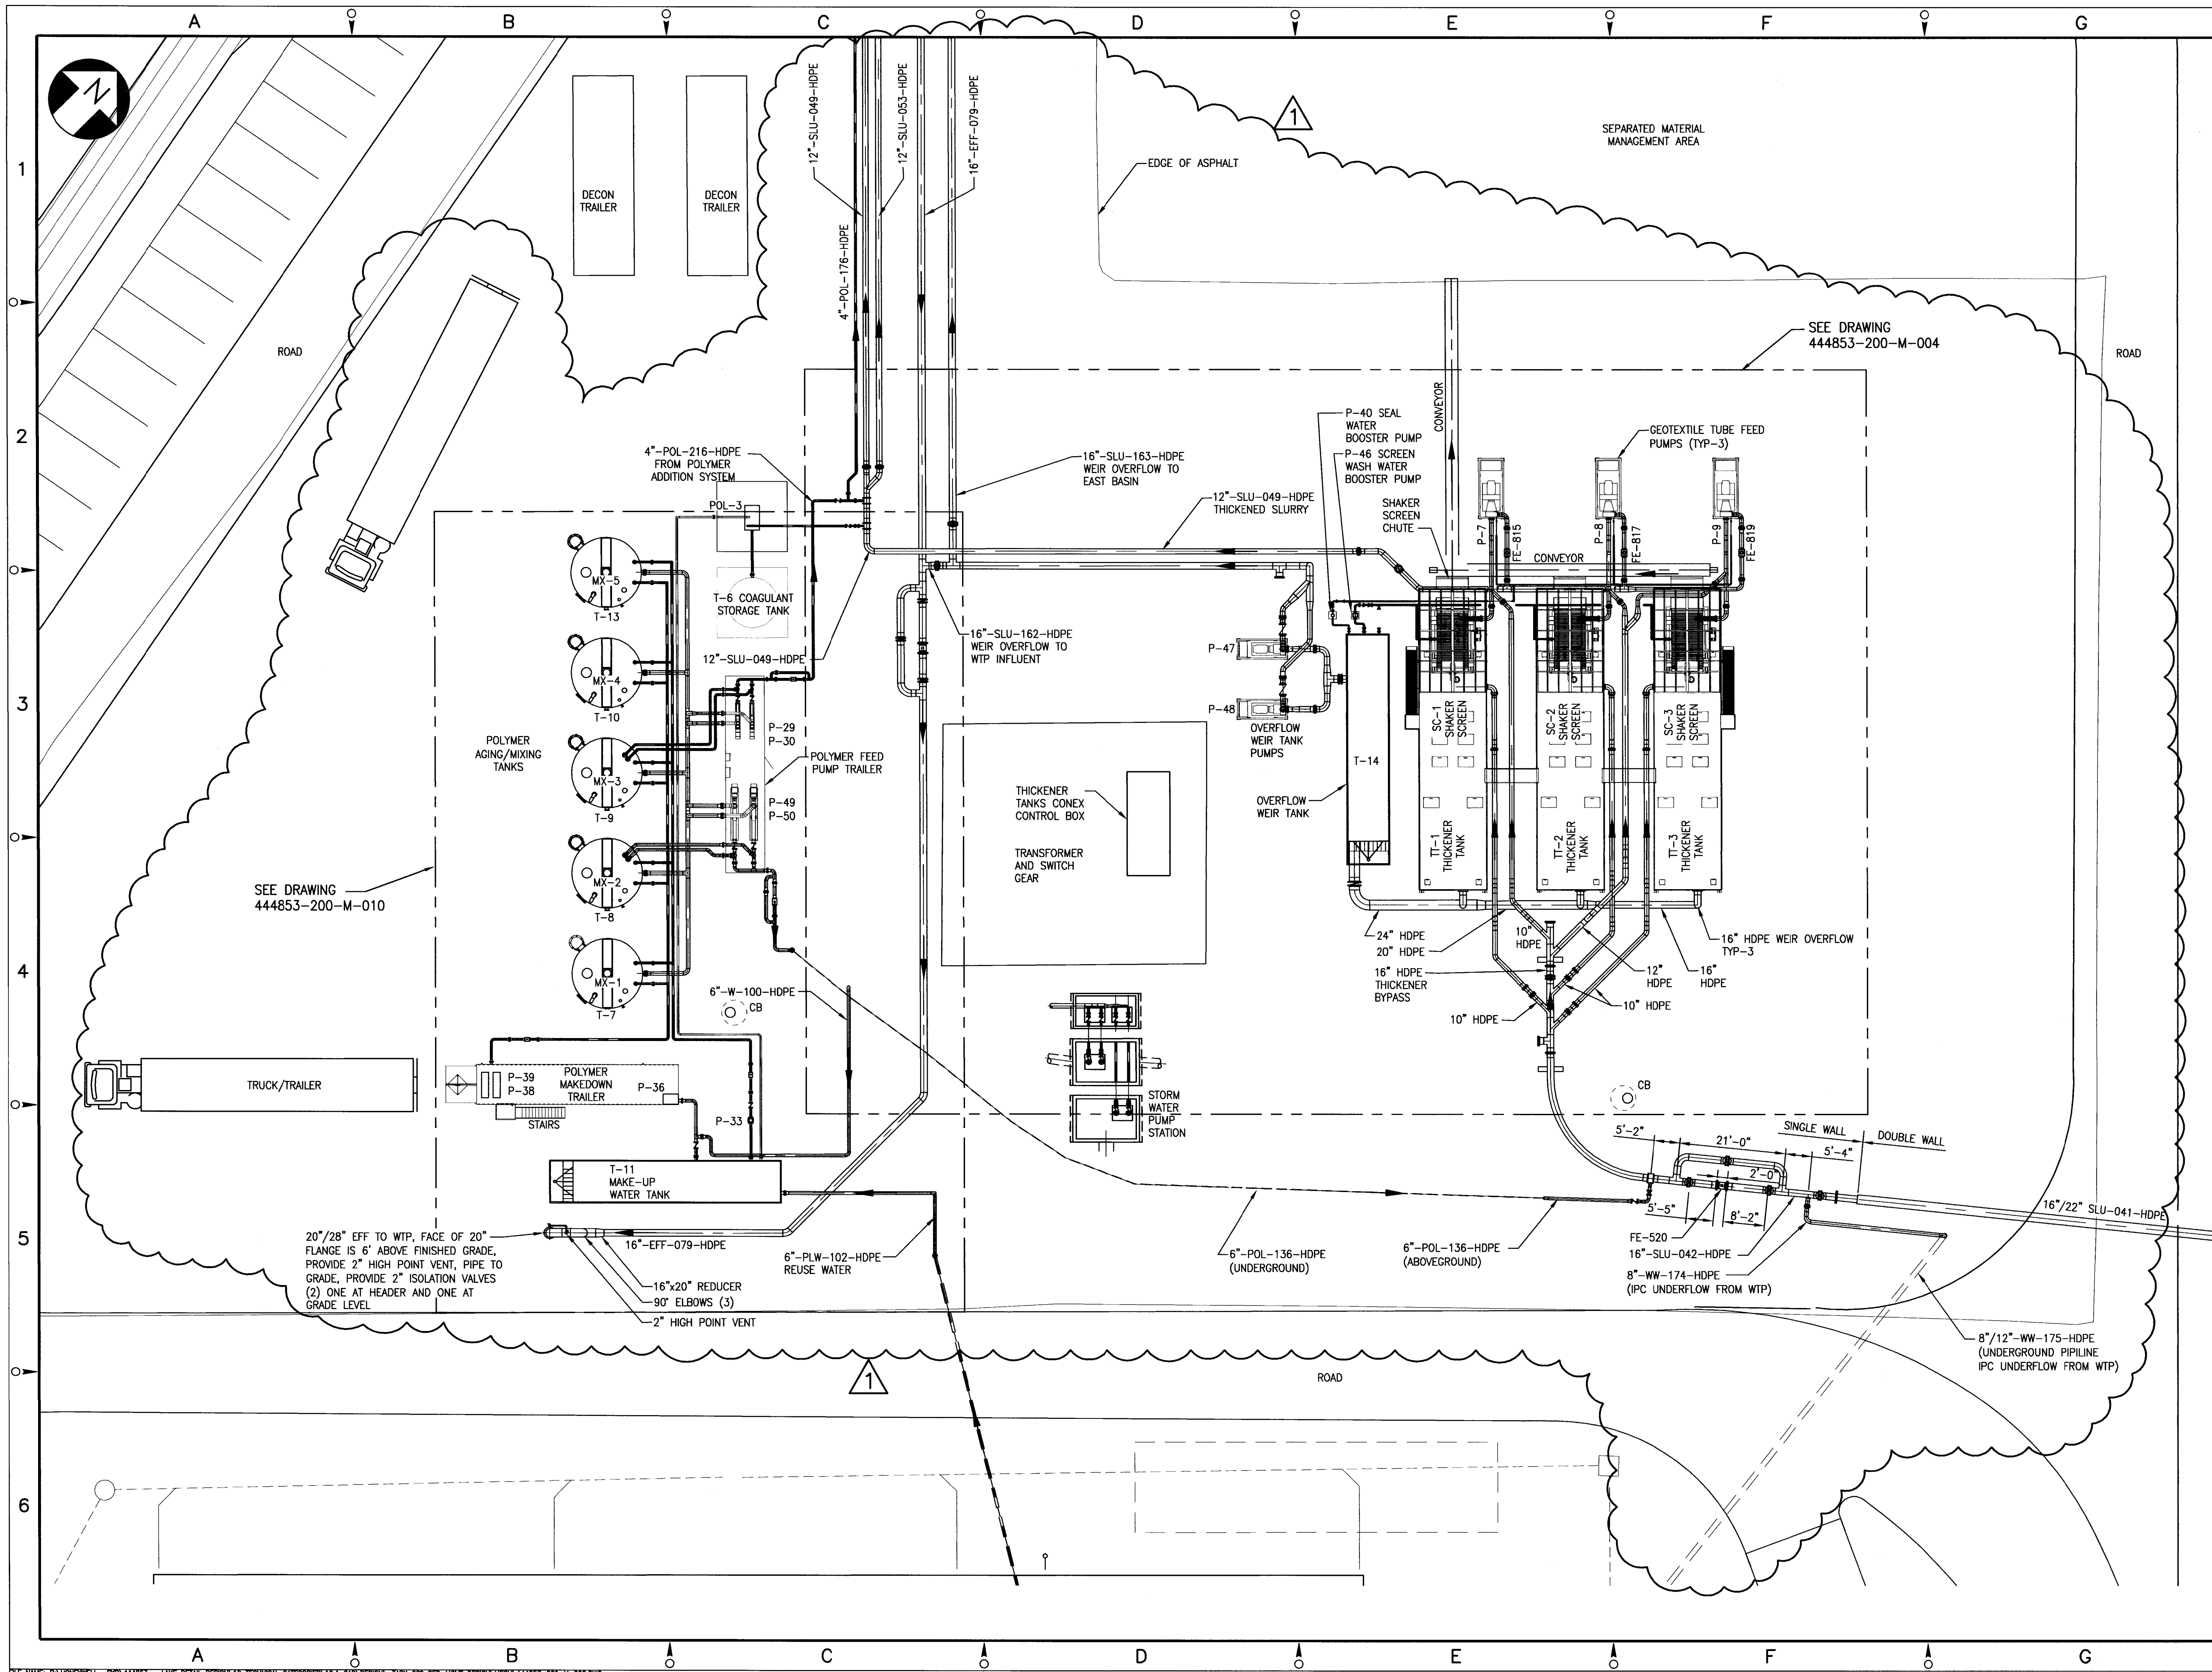 A B C D E F G
N
1
SEPARATED MATERIAL
MANAGEMENT AREA
1
DECON
TRAILER
DECON
TRAILER
12"-SLU-049-HDPE
12"-SLU-053-HDPE
16"-EFF-079-HDPE
4"-POL-176-HDPE
EDGE OF ASPHALT
ROAD
SEE DRAWING
444853-200-M-004
ROAD
2
4"-POL-216-HDPE
FROM POLYMER
ADDITION SYSTEM
POL-3
16"-SLU-163-HDPE
WEIR OVERFLOW TO
EAST BASIN
12"-SLU-049-HDPE
THICKENED SLURRY
P-40 SEAL
WATER
BOOSTER PUMP
P-46 SCREEN
WASH WATER
BOOSTER PUMP
SHAKER
SCREEN
CHUTE
CONVEYOR
CONVEYOR
GEOTEXTILE TUBE FEED
PUMPS (TYP-3)
P-7
FE-815
P-8
FE-817
P-9
FE-819
MX-5
T-13
T-6 COAGULANT
STORAGE TANK
16"-SLU-162-HDPE
WEIR OVERFLOW TO
WTP INFLUENT
12"-SLU-049-HDPE
3
MX-4
T-10
POLYMER
AGING/MIXING
TANKS
MX-3
T-9
P-29
P-30
POLYMER FEED
PUMP TRAILER
P-49
P-50
MX-2
T-8
MX-1
T-7
P-47
P-48
OVERFLOW
WEIR TANK
PUMPS
T-14
OVERFLOW
WEIR TANK
THICKENER
TANKS CONEX
CONTROL BOX
TRANSFORMER
AND SWITCH
GEAR
SC-1
SHAKER
SCREEN
SC-2
SHAKER
SCREEN
SC-3
SHAKER
SCREEN
TT-1
THICKENER
TANK
TT-2
THICKENER
TANK
TT-3
THICKENER
TANK
SEE DRAWING
444853-200-M-010
4
24" HDPE
20" HDPE
10"
HDPE
16" HDPE
THICKENER
BYPASS
10" HDPE
16" HDPE WEIR OVERFLOW
TYP-3
12"
HDPE
16"
HDPE
10" HDPE
6"-W-100-HDPE
CB
TRUCK/TRAILER
P-39
P-38
POLYMER
MAKEDOWN
TRAILER
P-36
STAIRS
P-33
STORM
WATER
PUMP
STATION
CB
5'-2"
21'-0"
SINGLE WALL
DOUBLE WALL
5'-4"
2'-0"
5'-5"
8'-2"
16"/22" SLU-041-HDPE
T-11
MAKE-UP
WATER TANK
5
20"/28" EFF TO WTP, FACE OF 20"
FLANGE IS 6' ABOVE FINISHED GRADE,
PROVIDE 2" HIGH POINT VENT, PIPE TO
GRADE, PROVIDE 2" ISOLATION VALVES
(2) ONE AT HEADER AND ONE AT
GRADE LEVEL
16"-EFF-079-HDPE
16"x20" REDUCER
90° ELBOWS (3)
2" HIGH POINT VENT
6"-PLW-102-HDPE
REUSE WATER
6"-POL-136-HDPE
(UNDERGROUND)
6"-POL-136-HDPE
(ABOVEGROUND)
FE-520
16"-SLU-042-HDPE
8"-WW-174-HDPE
(IPC UNDERFLOW FROM WTP)
8"/12"-WW-175-HDPE
(UNDERGROUND PIPILINE
IPC UNDERFLOW FROM WTP)
1
ROAD
6
A B C D E F G